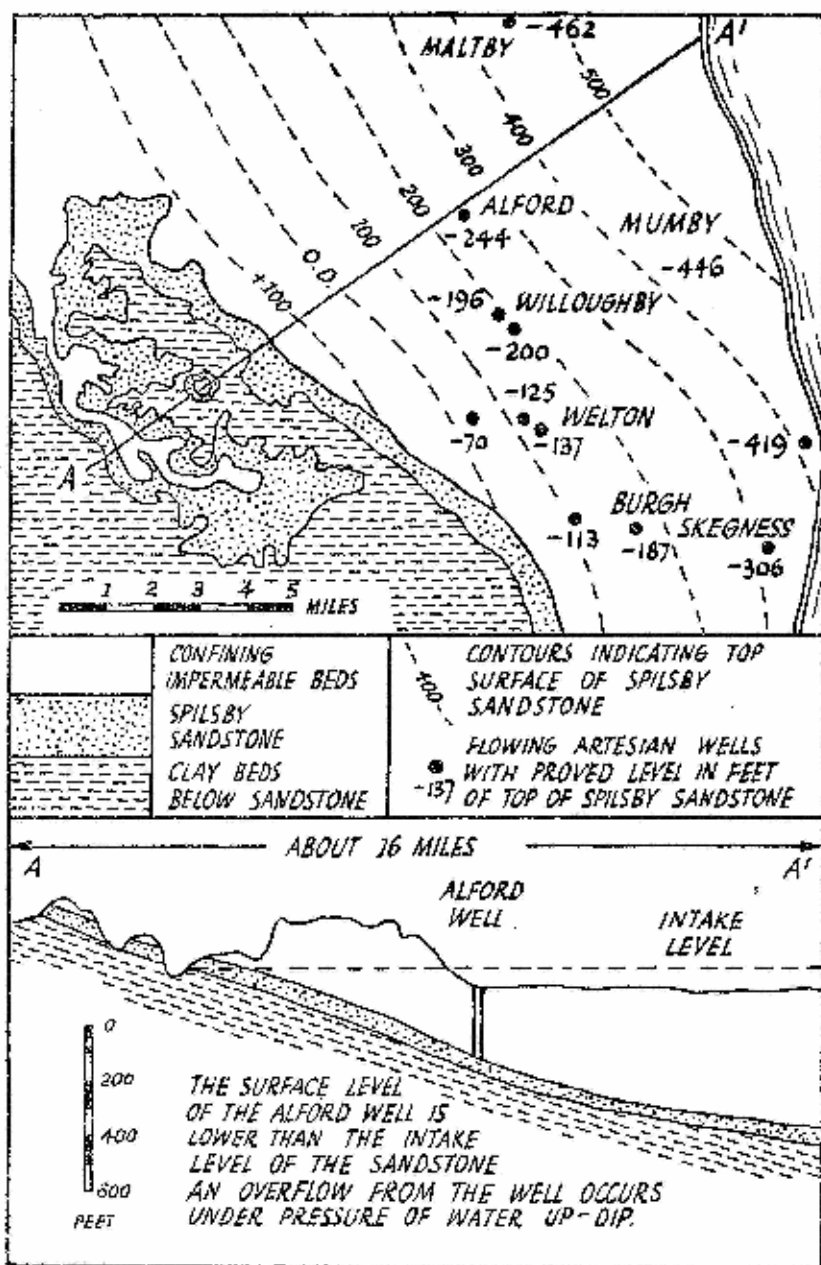 -462
MALTBY
A'
500
400
300
ALFORD
200
-244
MUMBY
100
-446
O.D.
+100
-196 WILLOUGHBY
-200
-125
WELTON
-70
-137
-419
A
BURGH
SKEGNESS
-113
-187
-306
1 2 3 4 5
MILES
CONFINING
IMPERMEABLE BEDS
SPILSBY
SANDSTONE
CLAY BEDS
BELOW SANDSTONE
400
CONTOURS INDICATING TOP
SURFACE OF SPILSBY
SANDSTONE
-137
FLOWING ARTESIAN WELLS
WITH PROVED LEVEL IN FEET
OF TOP OF SPILSBY SANDSTONE
ABOUT 16 MILES
A
A'
ALFORD
WELL
INTAKE
LEVEL
0
200
400
600
FEET
THE SURFACE LEVEL
OF THE ALFORD WELL IS
LOWER THAN THE INTAKE
LEVEL OF THE SANDSTONE
AN OVERFLOW FROM THE WELL OCCURS
UNDER PRESSURE OF WATER UP-DIP.